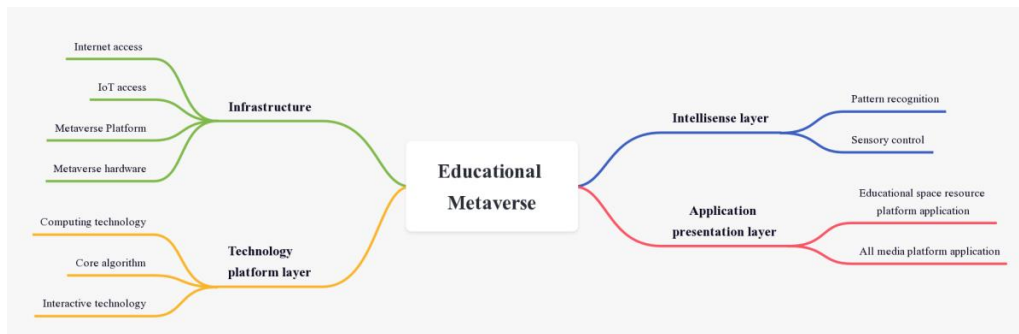 Internet access
IoT access
Metaverse Platform
Metaverse hardware
Infrastructure
Computing technology
Core algorithm
Interactive technology
Technology
platform layer
Educational
Metaverse
Intellisense layer
Pattern recognition
Sensory control
Application
presentation layer
Educational space resource
platform application
All media platform application